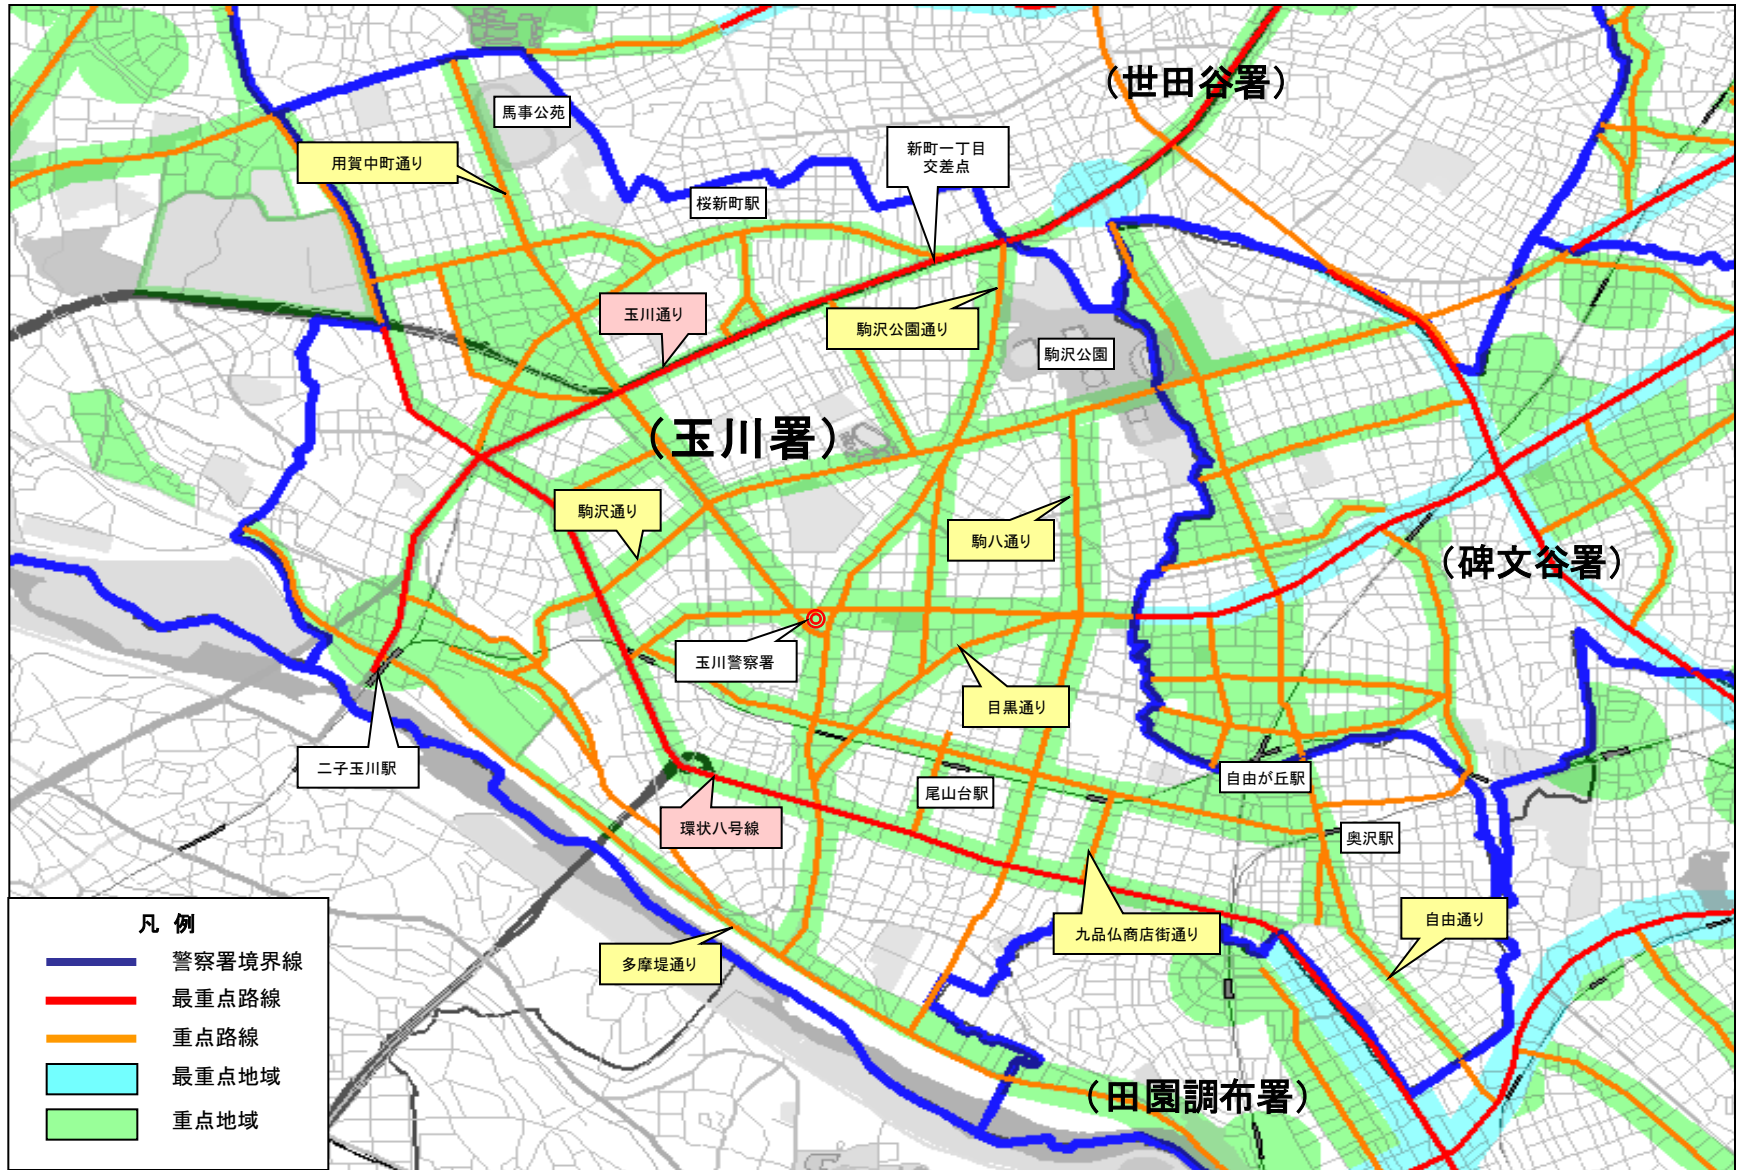 （世田谷署）
馬事公苑
新町一丁目
交差点
用賀中町通り
桜新町駅
玉川通り
駒沢公園通り
駒沢公園
（玉川署）
駒沢通り
駒八通り
（碑文谷署）
玉川警察署
目黒通り
二子玉川駅
尾山台駅
自由が丘駅
環状八号線
奥沢駅
九品仏商店街通り
自由通り
多摩堤通り
（田園調布署）
凡 例
警察署境界線
最重点路線
重点路線
最重点地域
重点地域